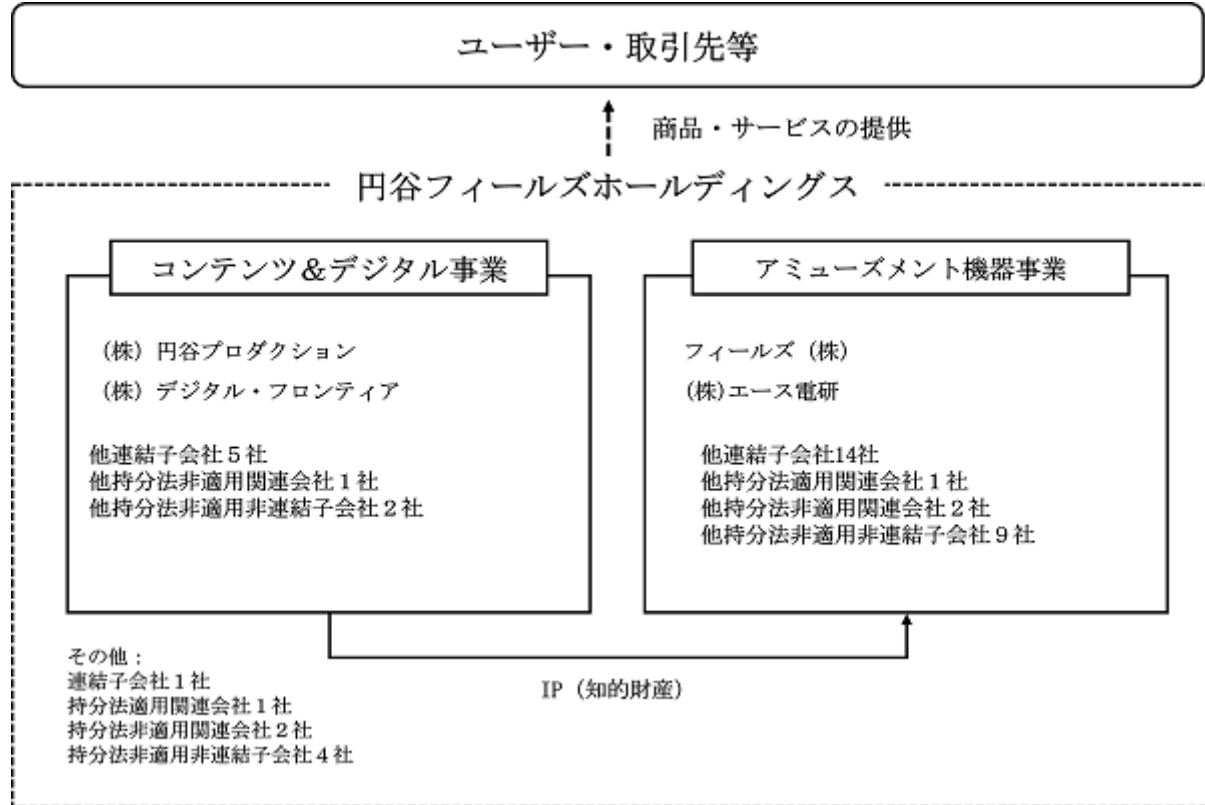 ユーザー・取引先等
商品・サービスの提供
円谷フィールズホールディングス
コンテンツ&デジタル事業
(株) 円谷プロダクション
(株) デジタル・フロンティア
他連結子会社5社
他持分法非適用関連会社1社
他持分法非適用非連結子会社2社
アミューズメント機器事業
フィールズ (株)
(株)エース電研
他連結子会社14社
他持分法適用関連会社1社
他持分法非適用関連会社2社
他持分法非適用非連結子会社9社
IP (知的財産)
その他:
連結子会社1社
持分法適用関連会社1社
持分法非適用関連会社2社
持分法非適用非連結子会社4社